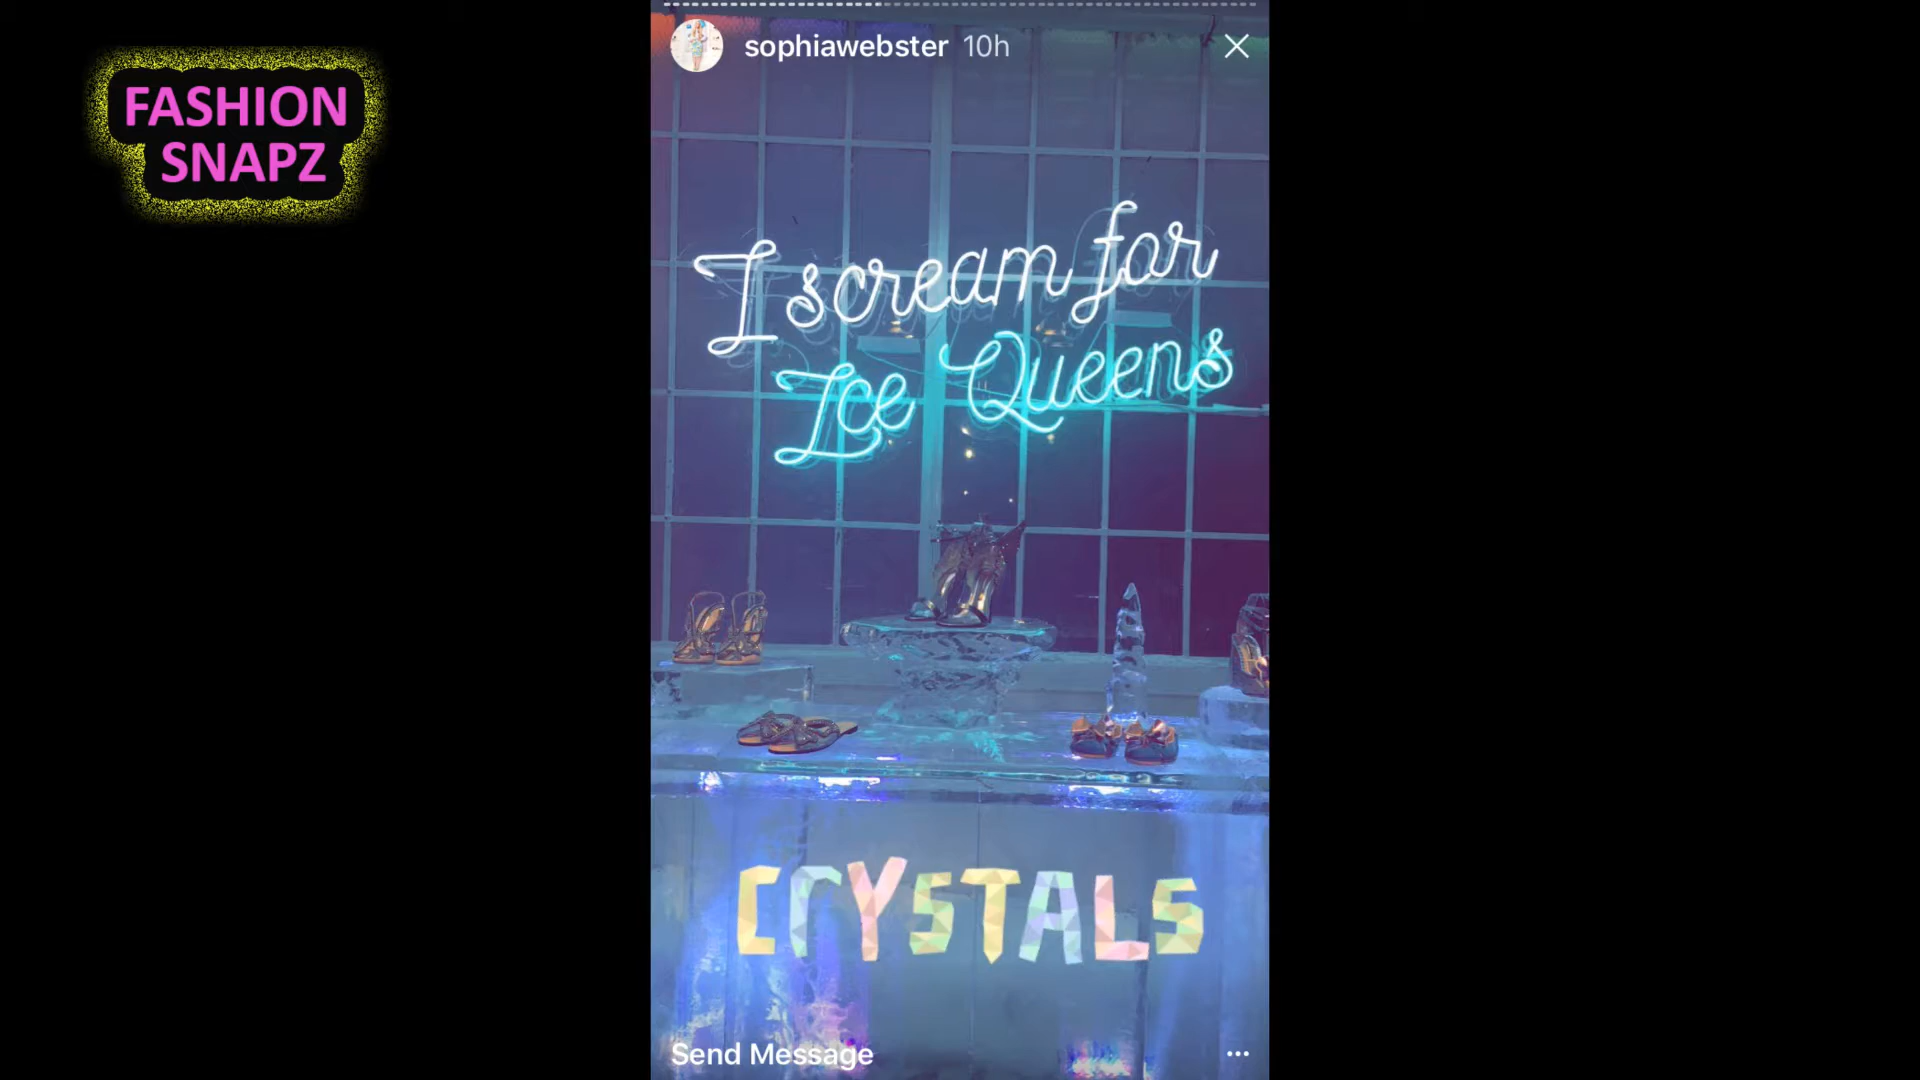 FASHION
SNAPZ
sophiawebster 10h
I scream for
Ice Queens
CRYSTALS
Send Message